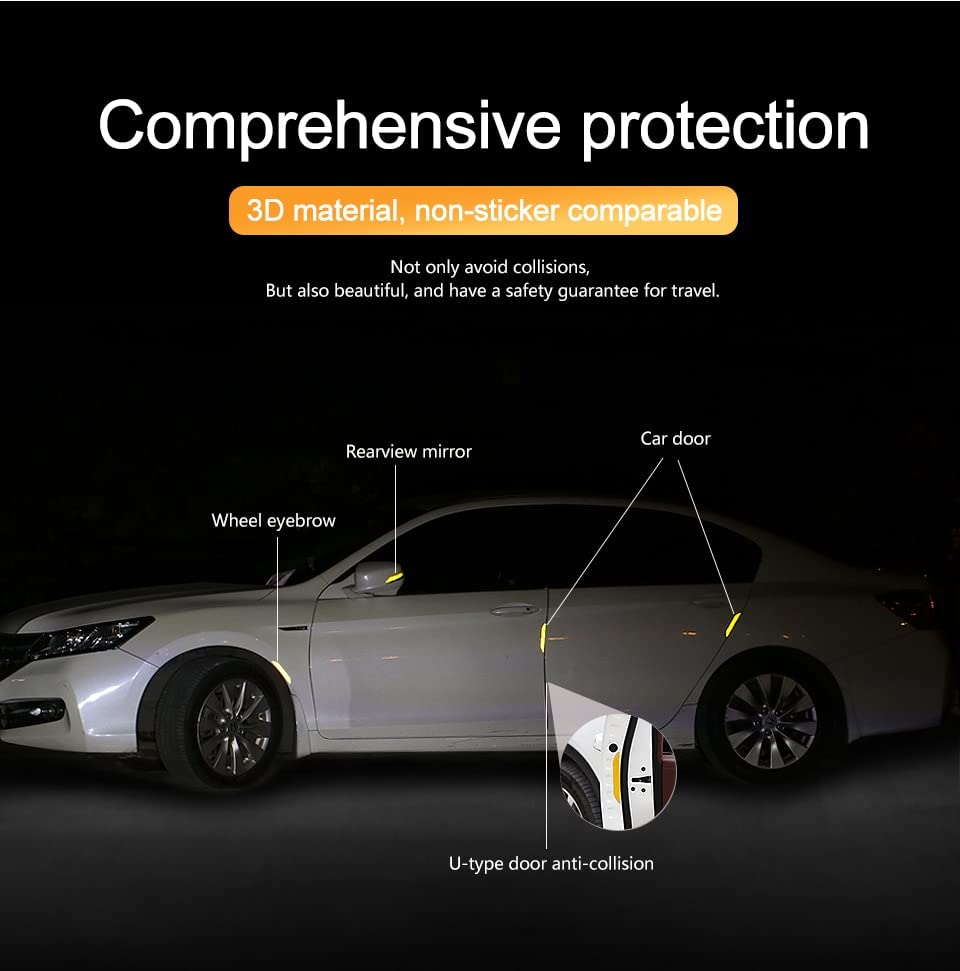 Comprehensive protection
3D material, non-sticker comparable
Not only avoid collisions,
But also beautiful, and have a safety guarantee for travel.
Car door
Rearview mirror
Wheel eyebrow
U-type door anti-collision